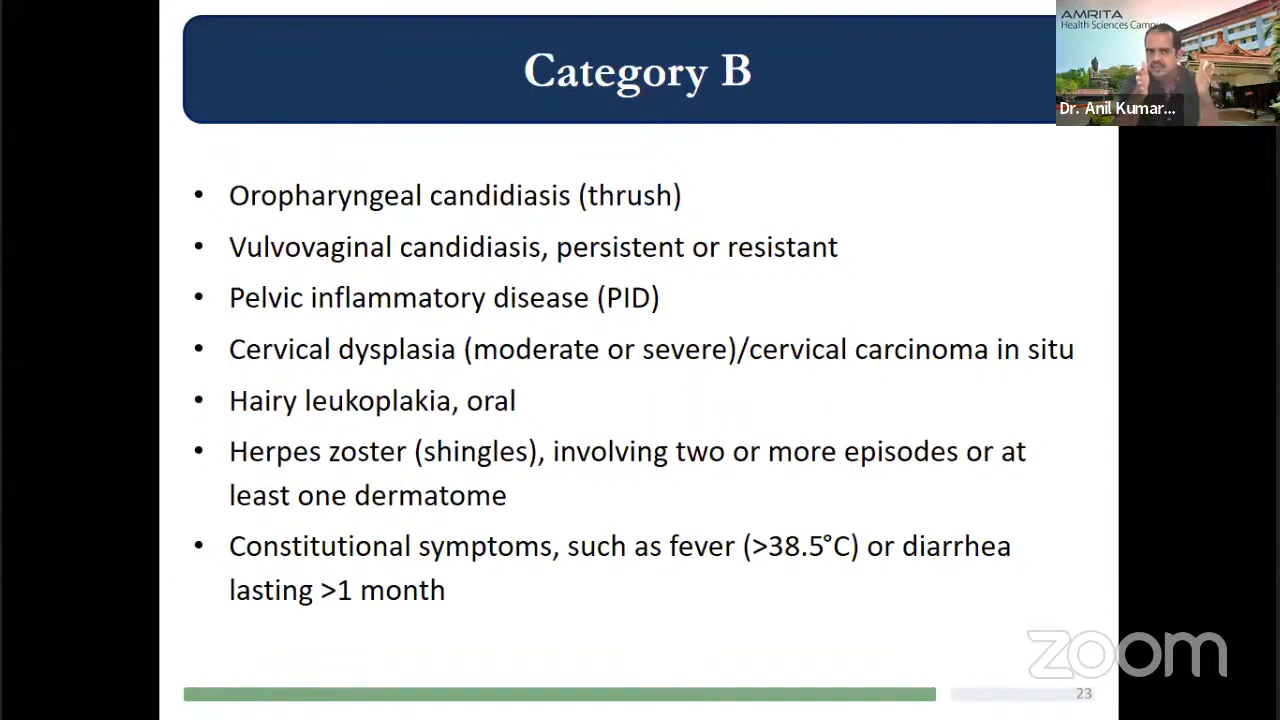 Category B
AMRITA
Health Sciences Campus
Dr. Anil Kumar...
• Oropharyngeal candidiasis (thrush)
• Vulvovaginal candidiasis, persistent or resistant
• Pelvic inflammatory disease (PID)
• Cervical dysplasia (moderate or severe)/cervical carcinoma in situ
• Hairy leukoplakia, oral
• Herpes zoster (shingles), involving two or more episodes or at
least one dermatome
• Constitutional symptoms, such as fever (>38.5°C) or diarrhea
lasting >1 month
zoom
23